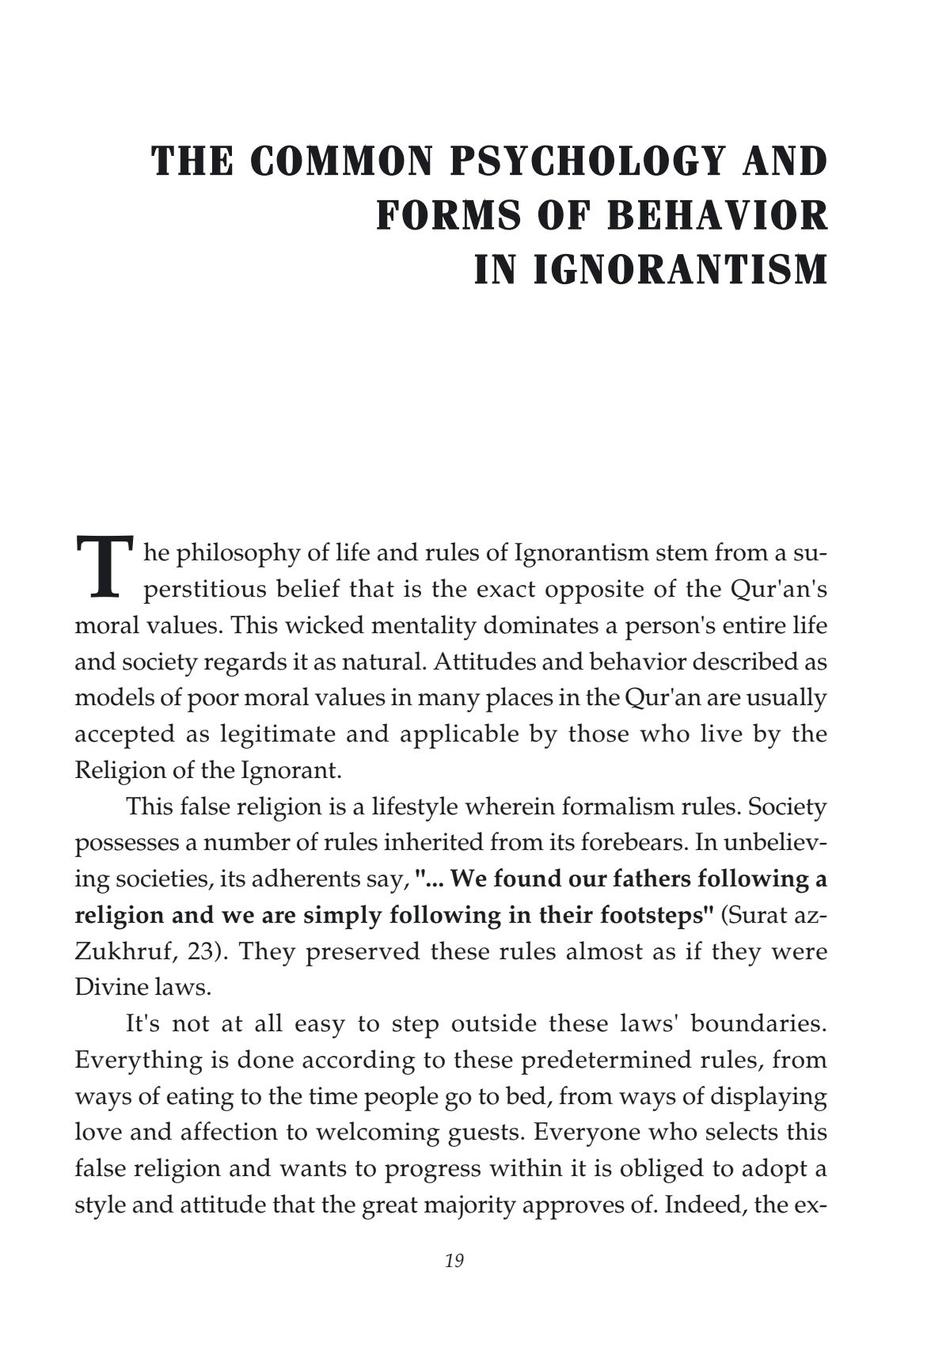 THE COMMON PSYCHOLOGY AND
FORMS OF BEHAVIOR
IN IGNORANTISM
The philosophy of life and rules of Ignorantism stem from a su-
perstitious belief that is the exact opposite of the Qur'an's
moral values. This wicked mentality dominates a person's entire life
and society regards it as natural. Attitudes and behavior described as
models of poor moral values in many places in the Qur'an are usually
accepted as legitimate and applicable by those who live by the
Religion of the Ignorant.
This false religion is a lifestyle wherein formalism rules. Society
possesses a number of rules inherited from its forebears. In unbeliev-
ing societies, its adherents say, "... We found our fathers following a
religion and we are simply following in their footsteps" (Surat az-
Zukhruf, 23). They preserved these rules almost as if they were
Divine laws.
It's not at all easy to step outside these laws' boundaries.
Everything is done according to these predetermined rules, from
ways of eating to the time people go to bed, from ways of displaying
love and affection to welcoming guests. Everyone who selects this
false religion and wants to progress within it is obliged to adopt a
style and attitude that the great majority approves of. Indeed, the ex-
19